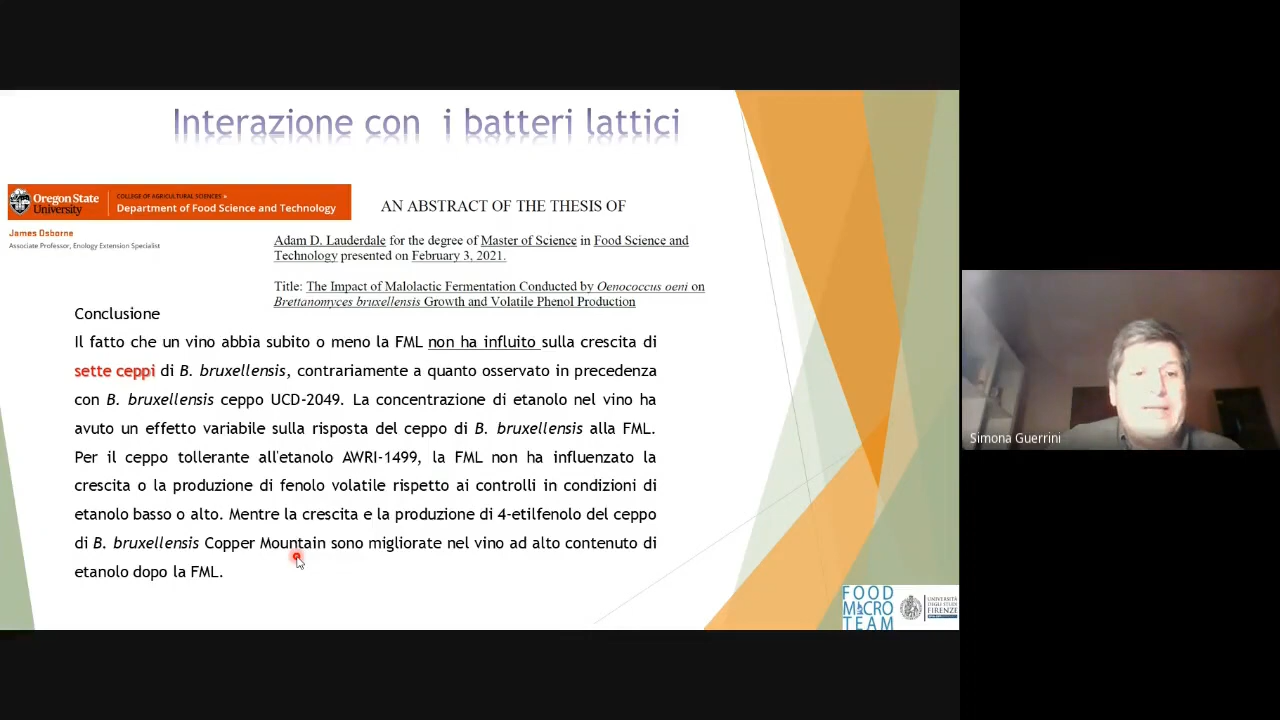 Interazione con i batteri lattici
Oregon State
University
COLLEGE OF AGRICULTURAL SCIENCES »
Department of Food Science and Technology
James Osborne
Associate Professor, Enology Extension Specialist
AN ABSTRACT OF THE THESIS OF
Adam D. Lauderdale for the degree of Master of Science in Food Science and
Technology presented on February 3, 2021.
Title: The Impact of Malolactic Fermentation Conducted by Oenococcus oeni on
Brettanomyces bruxellensis Growth and Volatile Phenol Production
Conclusione
Il fatto che un vino abbia subito o meno la FML non ha influito sulla crescita di
sette ceppi di B. bruxellensis, contrariamente a quanto osservato in precedenza
con B. bruxellensis ceppo UCD-2049. La concentrazione di etanolo nel vino ha
avuto un effetto variabile sulla risposta del ceppo di B. bruxellensis alla FML.
Per il ceppo tollerante all'etanolo AWRI-1499, la FML non ha influenzato la
crescita o la produzione di fenolo volatile rispetto ai controlli in condizioni di
etanolo basso o alto. Mentre la crescita e la produzione di 4-etilfenolo del ceppo
di B. bruxellensis Copper Mountain sono migliorate nel vino ad alto contenuto di
etanolo dopo la FML.
FOOD
MICRO
TEAM
UNIVERSITÀ
DEGLI STUDI
FIRENZE
Simona Guerrini